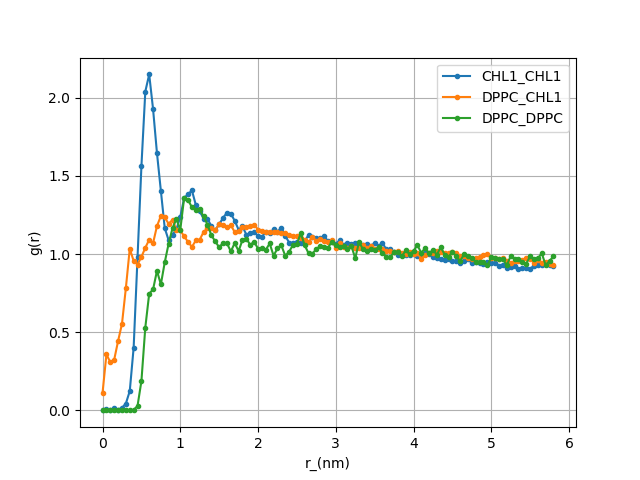 CHL1_CHL1
DPPC_CHL1
DPPC_DPPC
2.0
1.5
1.0
0.5
0.0
g(r)
0 1 2 3 4 5 6
r_(nm)